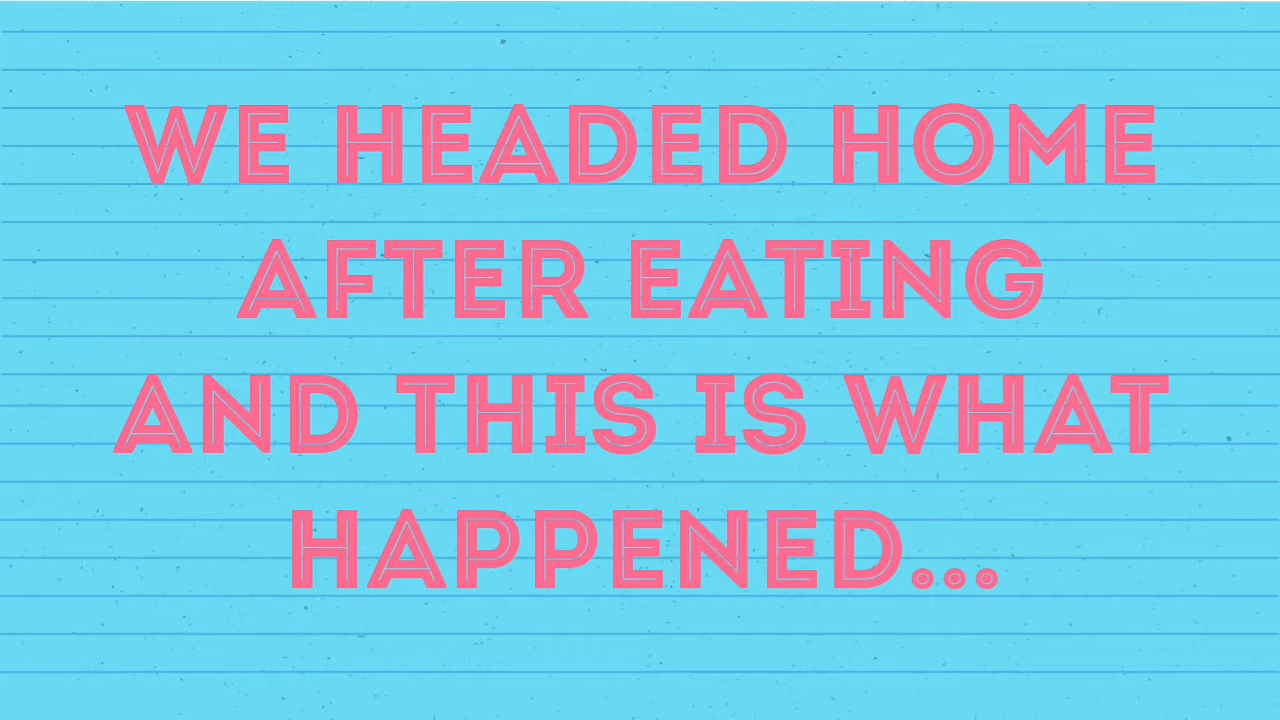 WE HEADED HOME
AFTER EATING
AND THIS IS WHAT
HAPPENED...